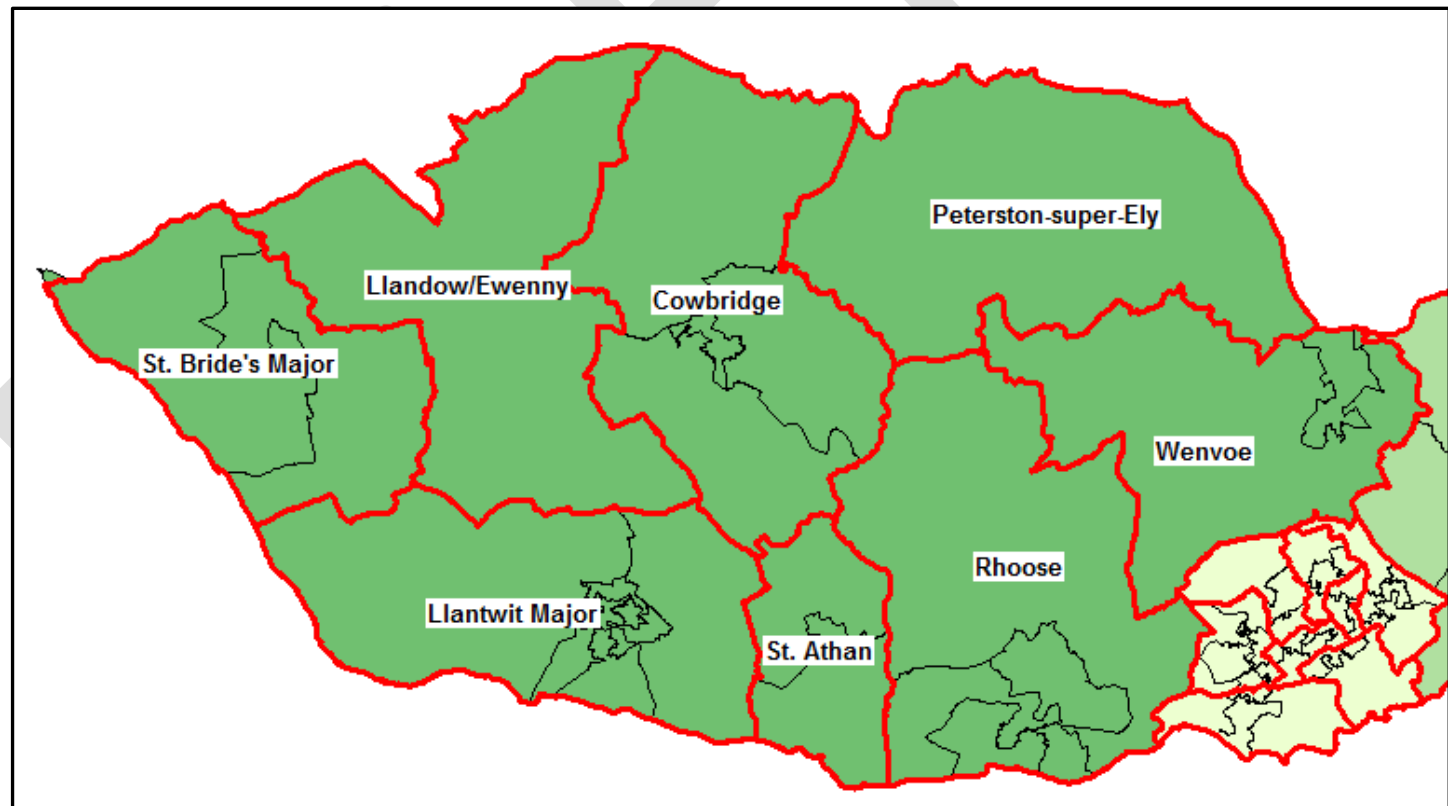 Peterston-super-Ely
Llandow/Ewenny
Cowbridge
St. Bride's Major
Wenvoe
Rhoose
Llantwit Major
St. Athan